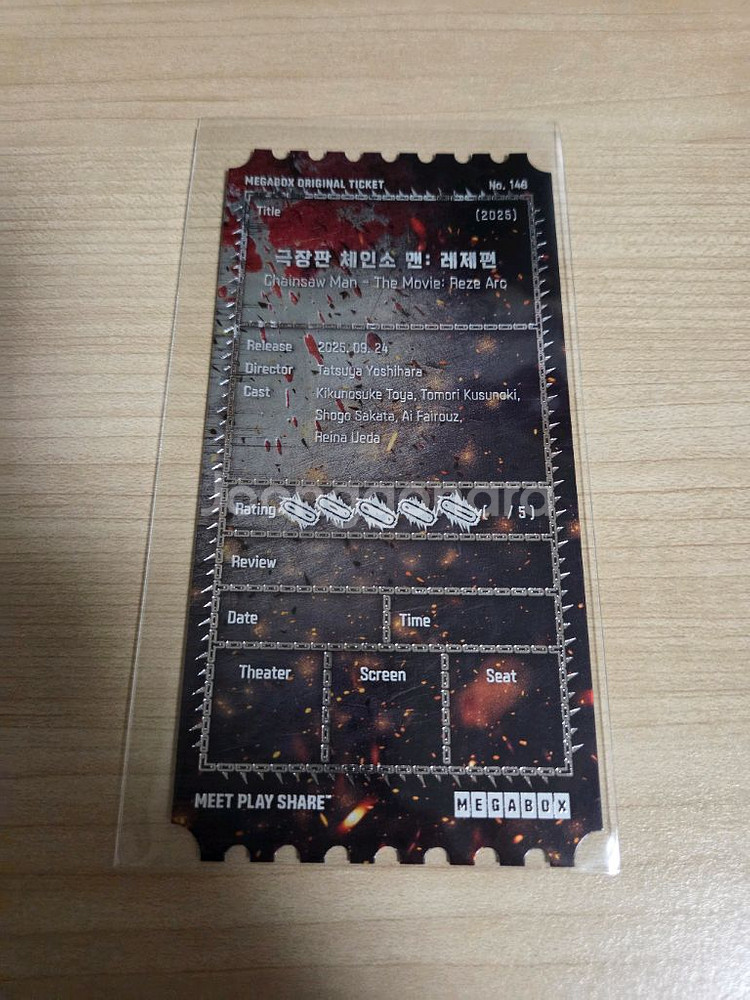 MEGABOX ORIGINAL TICKET No. 148
Title (2025)
극장판 체인소 맨: 레제편
Chainsaw Man - The Movie: Reze Arc
Release 2025. 09. 24
Director Tatsuya Yoshihara
Cast Kikunosuke Toya, Tomori Kusunoki,
Shogo Sakata, Ai Fairouz,
Reina Ueda
Joonggonara
Rating ( / 5)
Review
Date Time
Theater Screen Seat
MEET PLAY SHARE™ MEGABOX